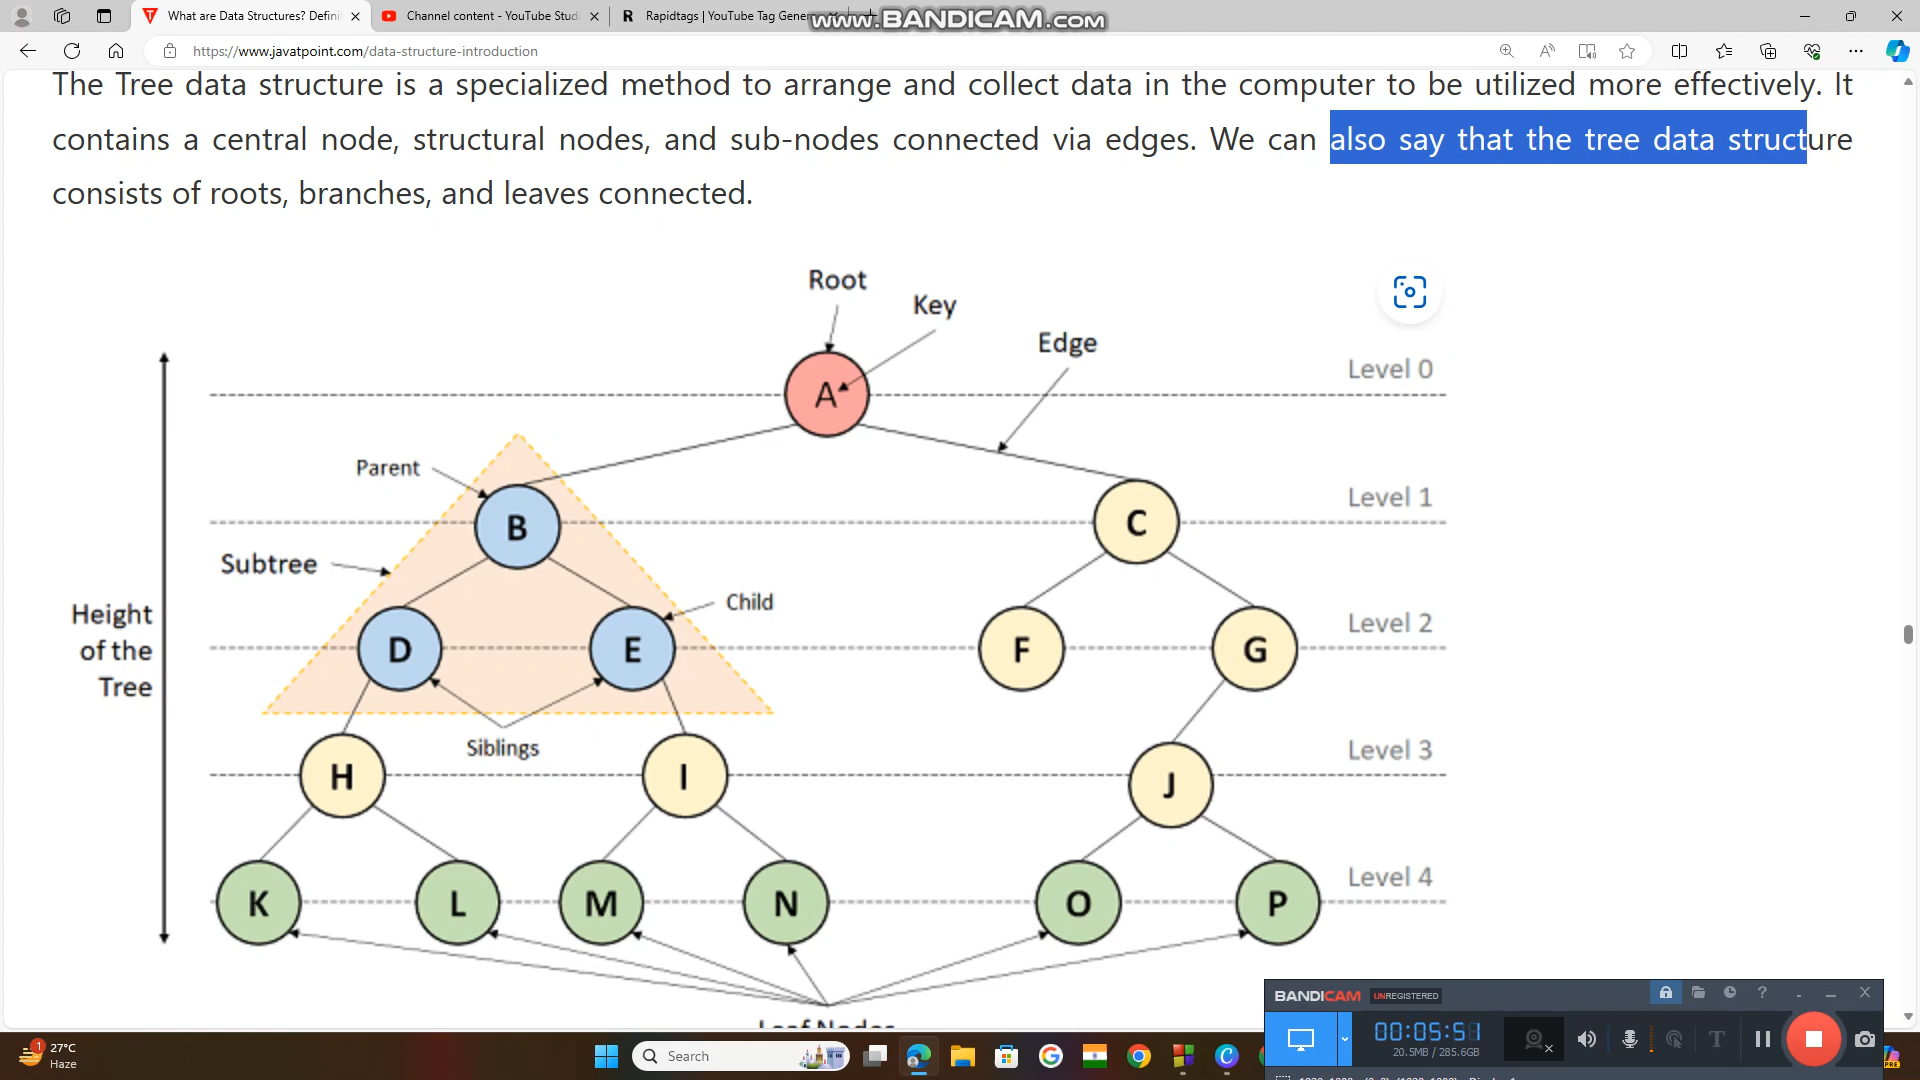 What are Data Structures? Defini
Channel content - YouTube Stud
Rapidtags | YouTube Tag Gener
www.BANDICAM.com
https://www.javatpoint.com/data-structure-introduction
The Tree data structure is a specialized method to arrange and collect data in the computer to be utilized more effectively. It
contains a central node, structural nodes, and sub-nodes connected via edges. We can also say that the tree data structure
consists of roots, branches, and leaves connected.
Root
Key
Edge
Level 0
A
Parent
Level 1
B
C
Subtree
Child
Level 2
Height
of the
Tree
D
E
F
G
Siblings
Level 3
H
I
J
Level 4
K
L
M
N
O
P
Leaf Nodes
BANDICAM UNREGISTERED
00:05:51
20.5MB / 285.6GB
1
27°C
Haze
Search